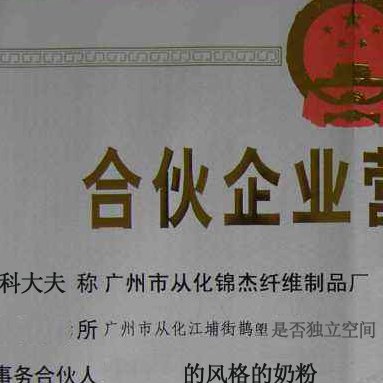 合伙企业营
科大夫 称 广州市从化锦杰纤维制品厂
所 广州市从化江埔街鹊塱 是否独立空间
事务合伙人 的风格的奶粉